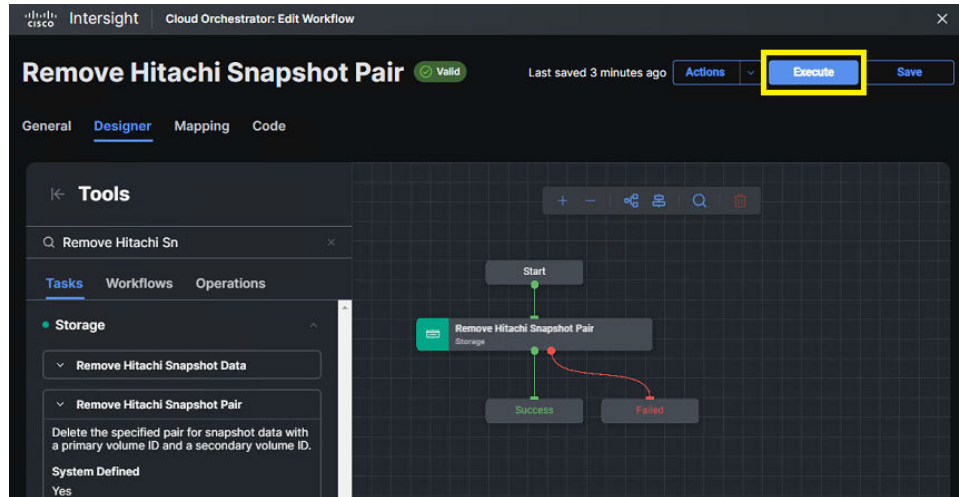 cisco Intersight Cloud Orchestrator: Edit Workflow
Remove Hitachi Snapshot Pair Valid Last saved 3 minutes ago Actions Execute Save
General Designer Mapping Code
Tools
Remove Hitachi Sn
Tasks Workflows Operations
Storage
Remove Hitachi Snapshot Data
Remove Hitachi Snapshot Pair
Delete the specified pair for snapshot data with
a primary volume ID and a secondary volume ID.
System Defined
Yes
Start
Remove Hitachi Snapshot Pair
Storage
Success Failed